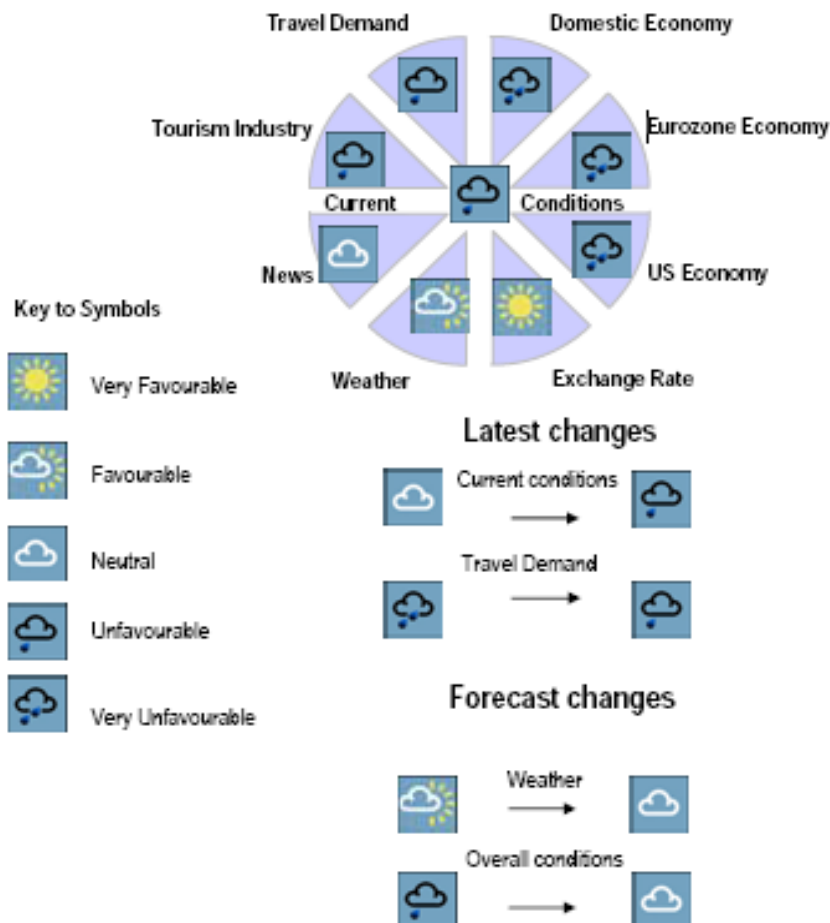 Travel Demand
Domestic Economy
Tourism Industry
Eurozone Economy
Current
Conditions
News
US Economy
Key to Symbols
Weather
Exchange Rate
Very Favourable
Latest changes
Favourable
Current conditions
Neutral
Travel Demand
Unfavourable
Forecast changes
Very Unfavourable
Weather
Overall conditions